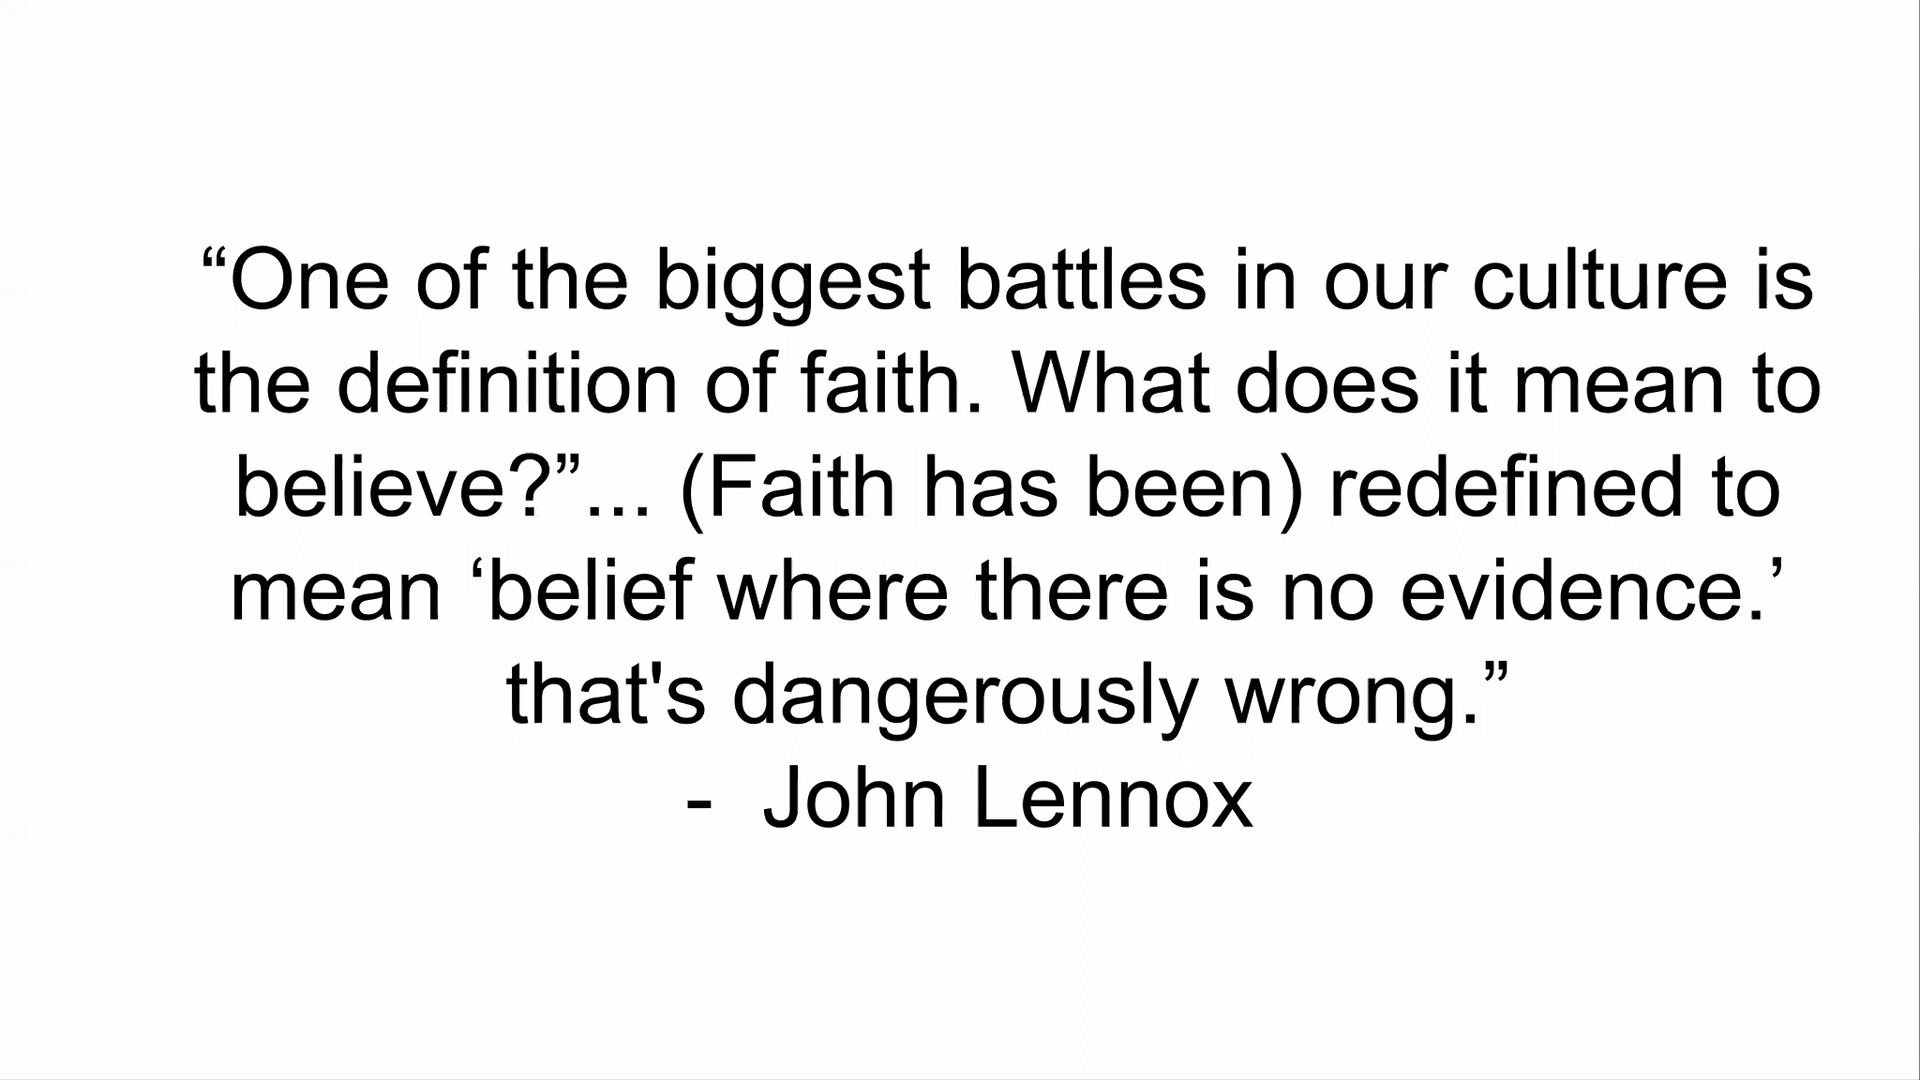 “One of the biggest battles in our culture is
the definition of faith. What does it mean to
believe?”... (Faith has been) redefined to
mean ‘belief where there is no evidence.’
that's dangerously wrong.”
- John Lennox